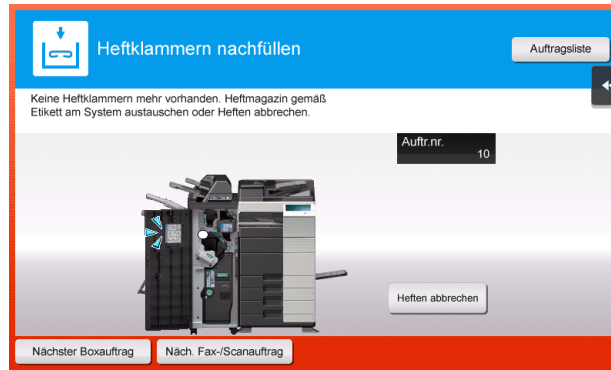 Heftklammern nachfüllen
Auftragsliste
Keine Heftklammern mehr vorhanden. Heftmagazin gemäß
Etikett am System austauschen oder Heften abbrechen.
Auftr.nr.
10
Heften abbrechen
Nächster Boxauftrag
Näch. Fax-/Scanauftrag